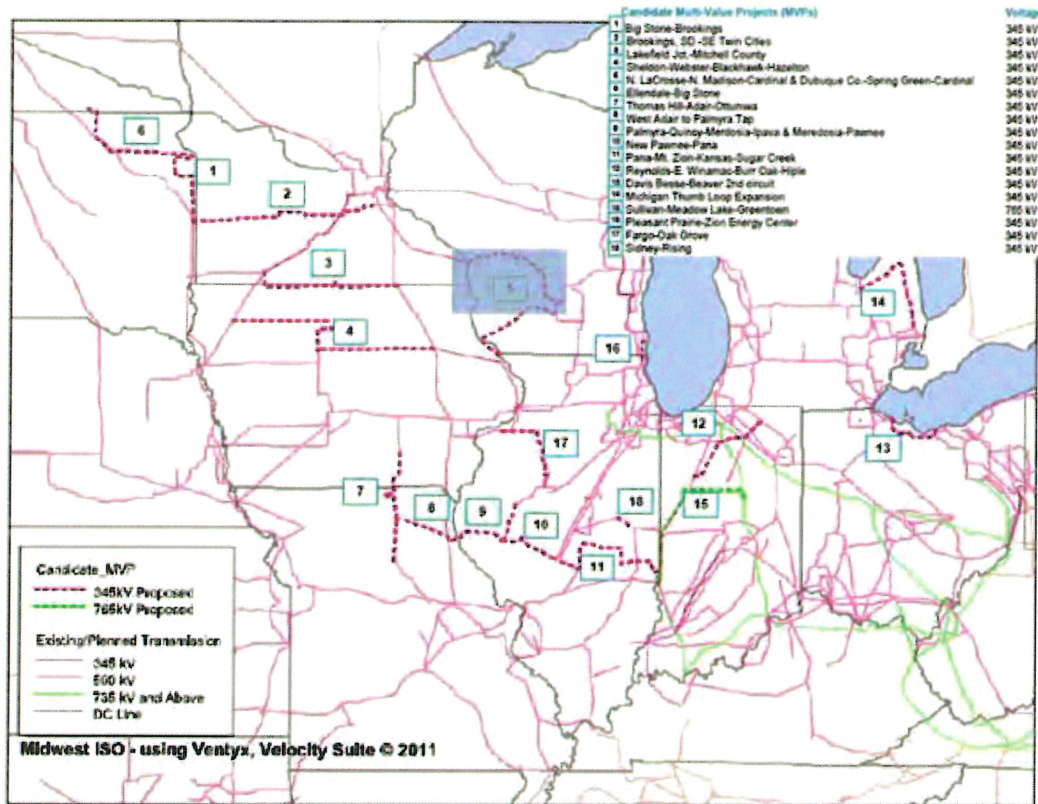 Candidate Multi-Value Projects (MVPs) Voltage
1 Big Stone-Brookings 345 kV
2 Brookings, SD -SE Twin Cities 345 kV
3 Lakefield Jct.-Mitchell County 345 kV
4 Sheldon-Webster-Blackhawk-Hazelton 345 kV
5 N. LaCrosse-N. Madison-Cardinal & Dubuque Co.-Spring Green-Cardinal 345 kV
6 Ellendale-Big Stone 345 kV
7 Thomas Hill-Adair-Ottumwa 345 kV
8 West Adair to Palmyra Tap 345 kV
9 Palmyra-Quincy-Merdosia-Ipava & Meredosia-Pawnee 345 kV
10 New Pawnee-Pana 345 kV
11 Pana-Mt. Zion-Kansas-Sugar Creek 345 kV
12 Reynolds-E. Winamac-Burr Oak-Hiple 345 kV
13 Davis Besse-Beaver 2nd circuit 345 kV
14 Michigan Thumb Loop Expansion 345 kV
15 Sullivan-Meadow Lake-Greentown 765 kV
16 Pleasant Prairie-Zion Energy Center 345 kV
17 Fargo-Oak Grove 345 kV
18 Sidney-Rising 345 kV
6
1
2
3
5
14
4
16
12
17
13
7
8
9
18
15
10
11
Candidate_MVP
345kV Proposed
765kV Proposed
Existing/Planned Transmission
345 kV
500 kV
735 kV and Above
DC Line
Midwest ISO - using Ventyx, Velocity Suite © 2011